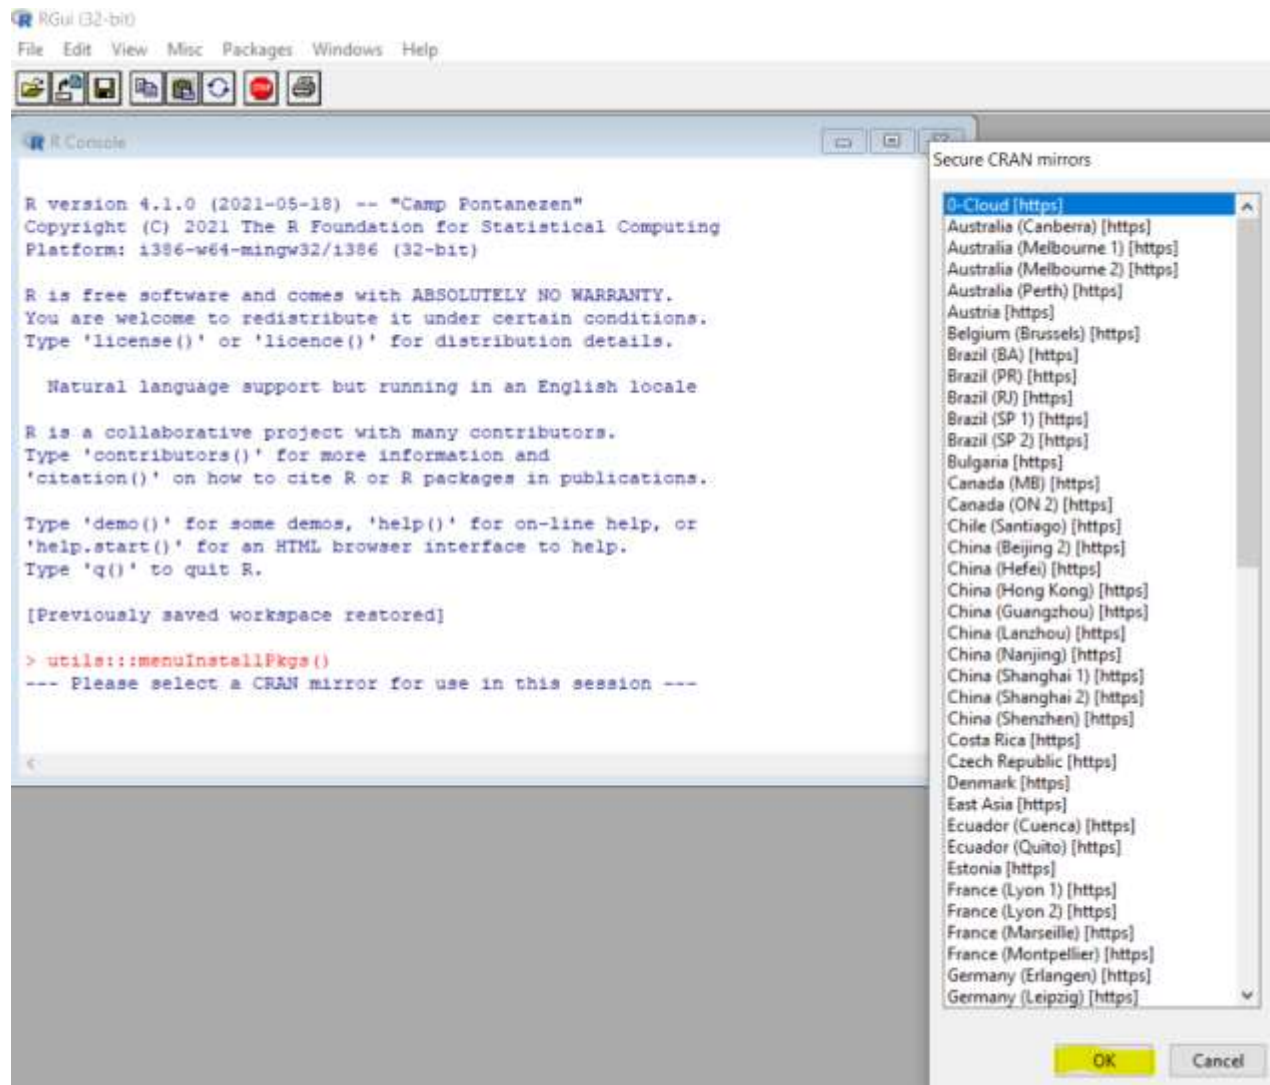 RGui (32-bit)
File Edit View Misc Packages Windows Help
STOP
R Console
R version 4.1.0 (2021-05-18) -- "Camp Pontanezen"
Copyright (C) 2021 The R Foundation for Statistical Computing
Platform: i386-w64-mingw32/i386 (32-bit)
R is free software and comes with ABSOLUTELY NO WARRANTY.
You are welcome to redistribute it under certain conditions.
Type 'license()' or 'licence()' for distribution details.
Natural language support but running in an English locale
R is a collaborative project with many contributors.
Type 'contributors()' for more information and
'citation()' on how to cite R or R packages in publications.
Type 'demo()' for some demos, 'help()' for on-line help, or
'help.start()' for an HTML browser interface to help.
Type 'q()' to quit R.
[Previously saved workspace restored]
> utils:::menuInstallPkgs()
--- Please select a CRAN mirror for use in this session ---
Secure CRAN mirrors
0-Cloud [https]
Australia (Canberra) [https]
Australia (Melbourne 1) [https]
Australia (Melbourne 2) [https]
Australia (Perth) [https]
Austria [https]
Belgium (Brussels) [https]
Brazil (BA) [https]
Brazil (PR) [https]
Brazil (RJ) [https]
Brazil (SP 1) [https]
Brazil (SP 2) [https]
Bulgaria [https]
Canada (MB) [https]
Canada (ON 2) [https]
Chile (Santiago) [https]
China (Beijing 2) [https]
China (Hefei) [https]
China (Hong Kong) [https]
China (Guangzhou) [https]
China (Lanzhou) [https]
China (Nanjing) [https]
China (Shanghai 1) [https]
China (Shanghai 2) [https]
China (Shenzhen) [https]
Costa Rica [https]
Czech Republic [https]
Denmark [https]
East Asia [https]
Ecuador (Cuenca) [https]
Ecuador (Quito) [https]
Estonia [https]
France (Lyon 1) [https]
France (Lyon 2) [https]
France (Marseille) [https]
France (Montpellier) [https]
Germany (Erlangen) [https]
Germany (Leipzig) [https]
OK Cancel